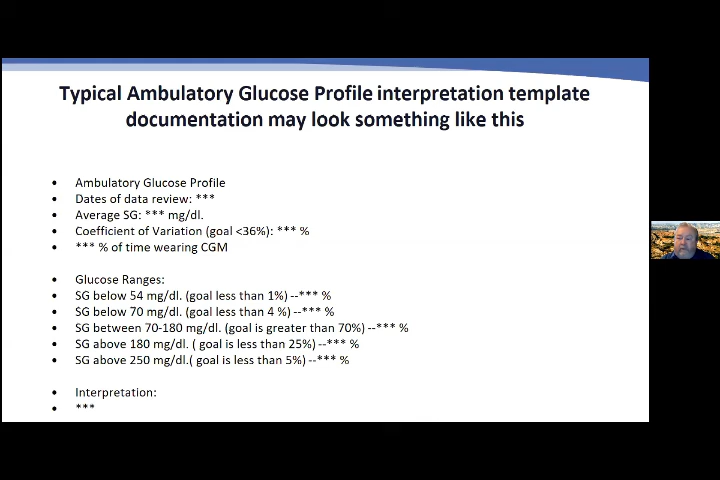 Typical Ambulatory Glucose Profile interpretation template
documentation may look something like this
• Ambulatory Glucose Profile
• Dates of data review: ***
• Average SG: *** mg/dl.
• Coefficient of Variation (goal <36%): *** %
• *** % of time wearing CGM
• Glucose Ranges:
• SG below 54 mg/dl. (goal less than 1%) --*** %
• SG below 70 mg/dl. (goal less than 4 %) --*** %
• SG between 70-180 mg/dl. (goal is greater than 70%) --*** %
• SG above 180 mg/dl. ( goal is less than 25%) --*** %
• SG above 250 mg/dl.( goal is less than 5%) --*** %
• Interpretation:
• ***